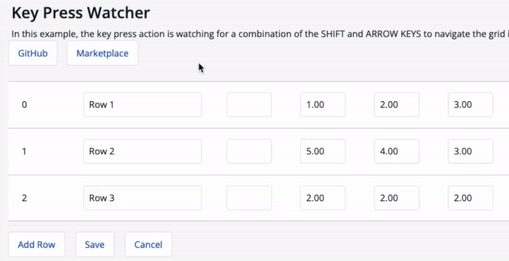 Key Press Watcher
In this example, the key press action is watching for a combination of the SHIFT and ARROW KEYS to navigate the grid
GitHub Marketplace
0 Row 1 1.00 2.00 3.00
1 Row 2 5.00 4.00 3.00
2 Row 3 2.00 2.00 2.00
Add Row Save Cancel